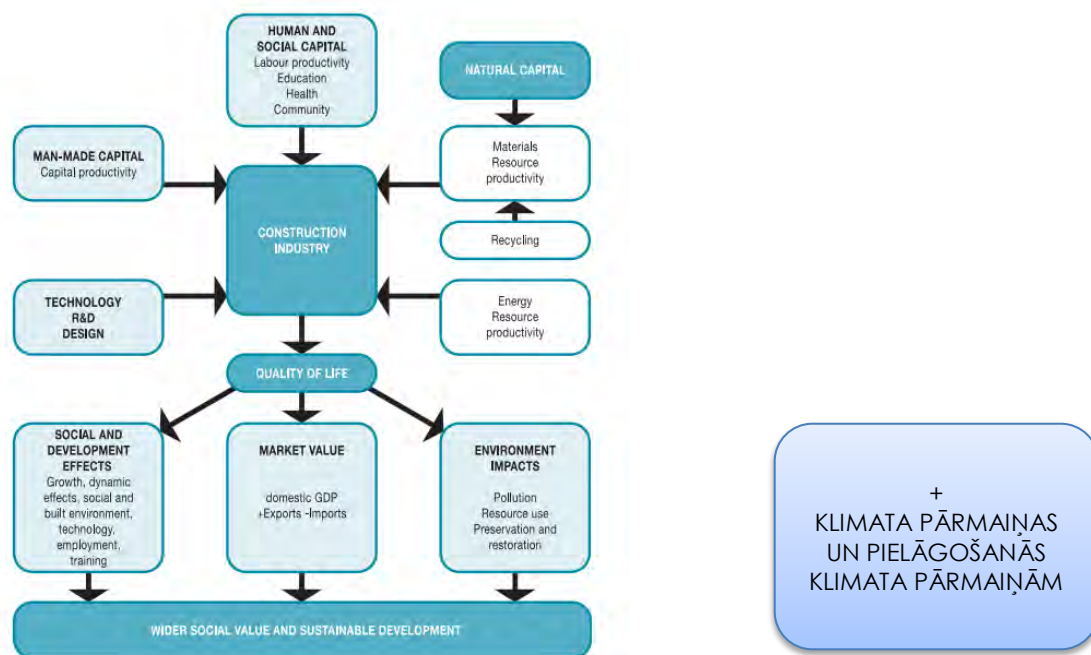 HUMAN AND
SOCIAL CAPITAL
Labour productivity
Education
Health
Community
NATURAL CAPITAL
MAN-MADE CAPITAL
Capital productivity
Materials
Resource
productivity
CONSTRUCTION
INDUSTRY
Recycling
TECHNOLOGY
R&D
DESIGN
Energy
Resource
productivity
QUALITY OF LIFE
SOCIAL AND
DEVELOPMENT
EFFECTS
Growth, dynamic
effects, social and
built environment,
technology,
employment,
training
MARKET VALUE
domestic GDP
+Exports -Imports
ENVIRONMENT
IMPACTS
Pollution
Resource use
Preservation and
restoration
WIDER SOCIAL VALUE AND SUSTAINABLE DEVELOPMENT
+
KLIMATA PĀRMAIŅAS
UN PIELĀGOŠANĀS
KLIMATA PĀRMAIŅĀM